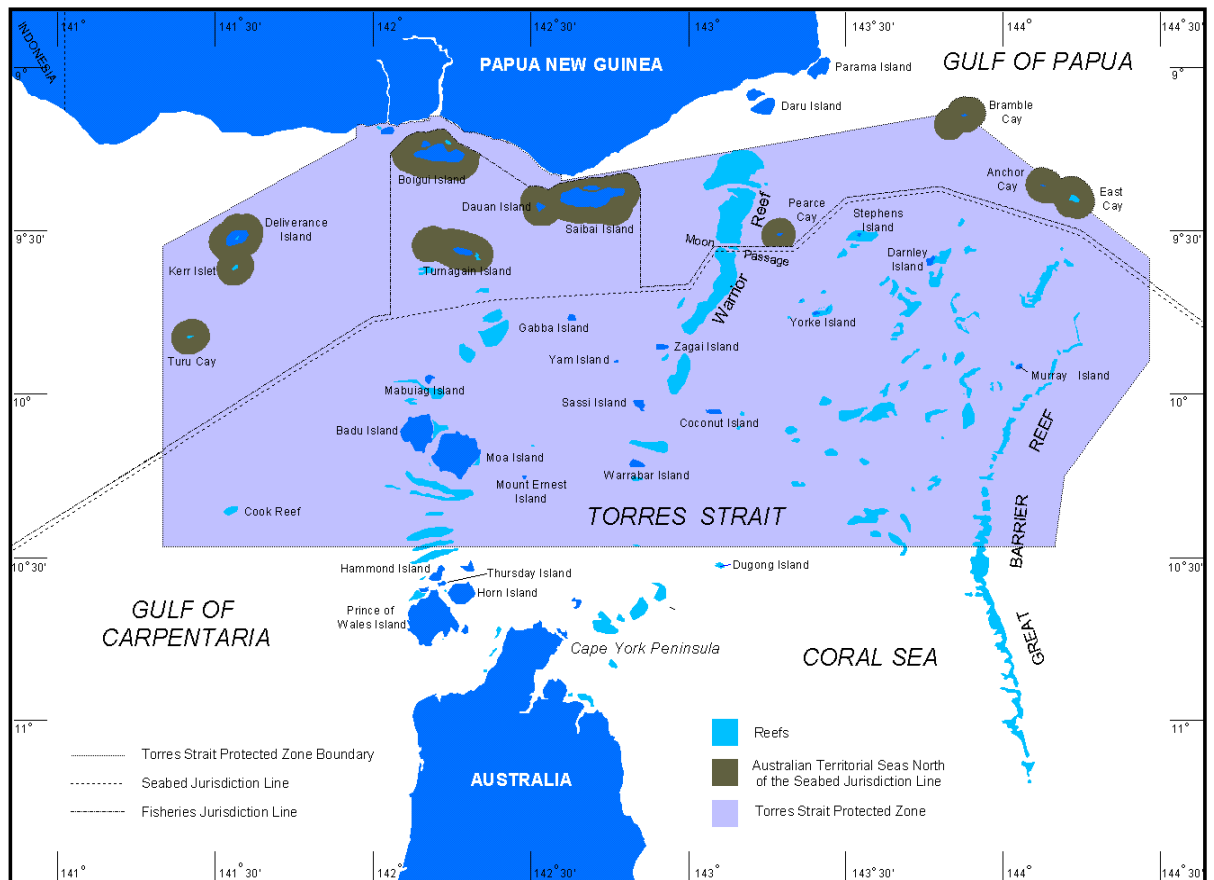 141°
141° 30'
142°
142° 30'
143°
143° 30'
144°
144° 30'
INDONESIA
PAPUA NEW GUINEA
GULF OF PAPUA
Parama Island
9°
9°
Daru Island
Bramble
Cay
Boigui Island
Anchor
Cay
East
Cay
Dauan Island
Saibai Island
Reef
Pearce
Cay
Stephens
Island
Deliverance
Island
9° 30'
9° 30'
Moon
Passage
Darnley
Island
Kerr Islet
Turnagain Island
Warrior
Gabba Island
Yorke Island
Turu Cay
Yam Island
Zagai Island
Murray Island
Mabuiag Island
10°
10°
Sassi Island
Coconut Island
Badu Island
REEF
Moa Island
Warrabar Island
Mount Ernest
Island
Cook Reef
TORRES STRAIT
BARRIER
10° 30'
10° 30'
Hammond Island
Thursday Island
Dugong Island
Horn Island
GULF OF
CARPENTARIA
Prince of
Wales Island
GREAT
Cape York Peninsula
CORAL SEA
11°
11°
Torres Strait Protected Zone Boundary
Seabed Jurisdiction Line
Fisheries Jurisdiction Line
AUSTRALIA
Reefs
Australian Territorial Seas North
of the Seabed Jurisdiction Line
Torres Strait Protected Zone
141°
141° 30'
142°
142° 30'
143°
143° 30'
144°
144° 30'